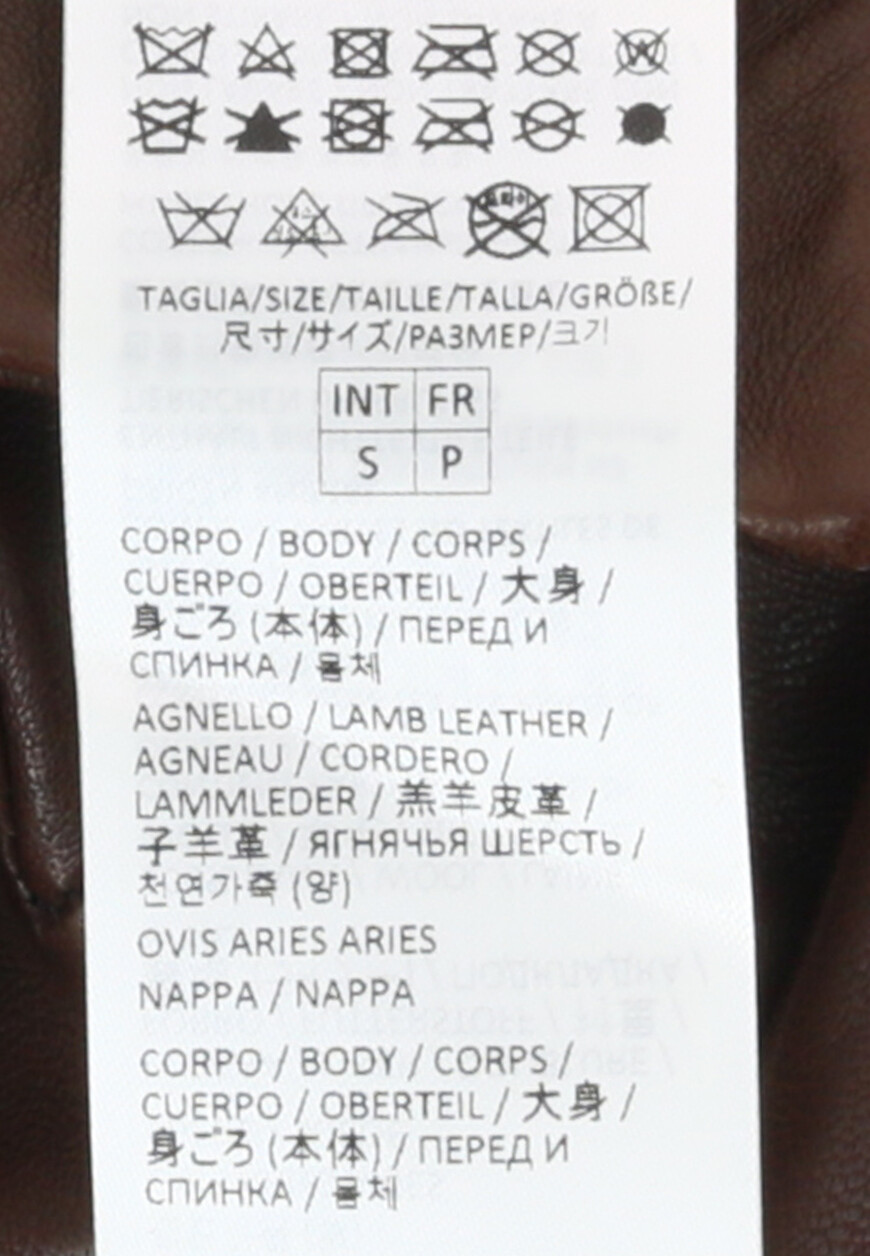 TAGLIA/SIZE/TAILLE/TALLA/GRÖßE/
尺寸/サイズ/РАЗМЕР/크기
INT FR
S P
CORPO / BODY / CORPS /
CUERPO / OBERTEIL / 大身 /
身ごろ (本体) / ПЕРЕД И
СПИНКА / 몸체
AGNELLO / LAMB LEATHER /
AGNEAU / CORDERO /
LAMMLEDER / 羔羊皮革 /
子羊革 / ЯГНЯЧЬЯ ШЕРСТЬ /
천연가죽 (양)
OVIS ARIES ARIES
NAPPA / NAPPA
CORPO / BODY / CORPS /
CUERPO / OBERTEIL / 大身 /
身ごろ (本体) / ПЕРЕД И
СПИНКА / 몸체